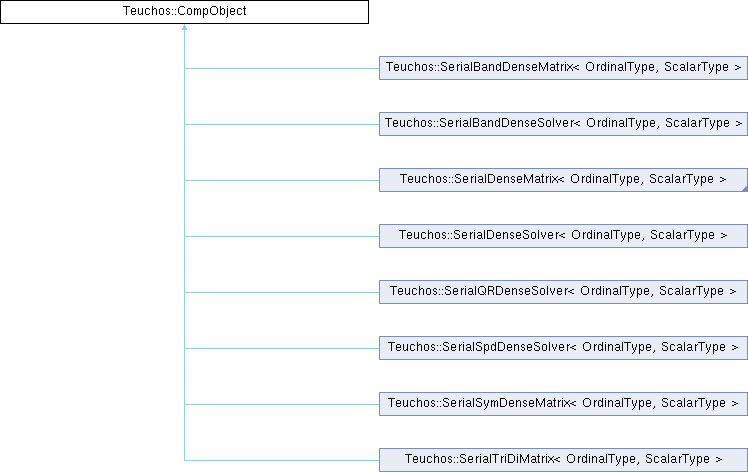 Teuchos::CompObject
Teuchos::SerialBandDenseMatrix< OrdinalType, ScalarType >
Teuchos::SerialBandDenseSolver< OrdinalType, ScalarType >
Teuchos::SerialDenseMatrix< OrdinalType, ScalarType >
Teuchos::SerialDenseSolver< OrdinalType, ScalarType >
Teuchos::SerialQRDenseSolver< OrdinalType, ScalarType >
Teuchos::SerialSpdDenseSolver< OrdinalType, ScalarType >
Teuchos::SerialSymDenseMatrix< OrdinalType, ScalarType >
Teuchos::SerialTriDiMatrix< OrdinalType, ScalarType >